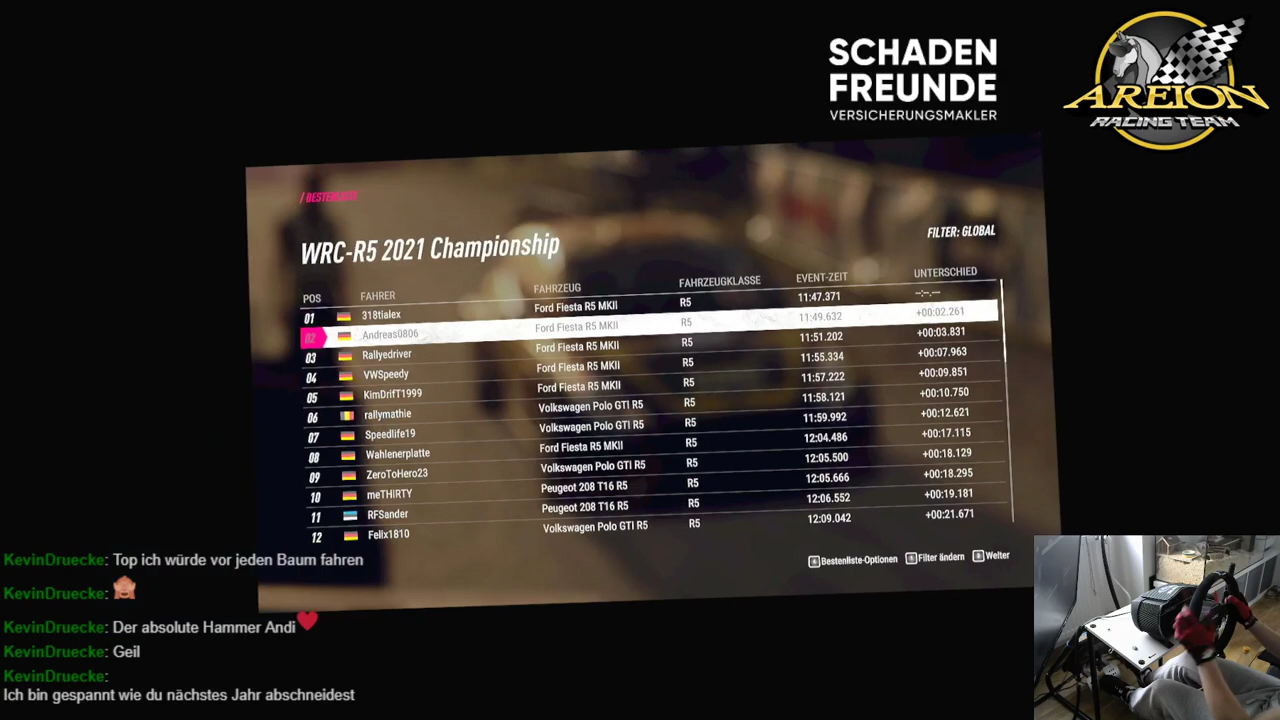 SCHADEN
FREUNDE
VERSICHERUNGSMAKLER
AREION
RACING TEAM
/ BESTENLISTE
WRC-R5 2021 Championship
FILTER: GLOBAL
POS FAHRER FAHRZEUG FAHRZEUGKLASSE EVENT-ZEIT UNTERSCHIED
01 318tialex Ford Fiesta R5 MKII R5 11:47.371 --:--.---
02 Andreas0806 Ford Fiesta R5 MKII R5 11:49.632 +00:02.261
03 Rallyedriver Ford Fiesta R5 MKII R5 11:51.202 +00:03.831
04 VWSpeedy Ford Fiesta R5 MKII R5 11:55.334 +00:07.963
05 KimDrifT1999 Ford Fiesta R5 MKII R5 11:57.222 +00:09.851
06 rallymathie Volkswagen Polo GTI R5 R5 11:58.121 +00:10.750
07 Speedlife19 Volkswagen Polo GTI R5 R5 11:59.992 +00:12.621
08 Wahlenerplatte Ford Fiesta R5 MKII R5 12:04.486 +00:17.115
09 ZeroToHero23 Volkswagen Polo GTI R5 R5 12:05.500 +00:18.129
10 meTHIRTY Peugeot 208 T16 R5 R5 12:05.666 +00:18.295
11 RFSander Peugeot 208 T16 R5 R5 12:06.552 +00:19.181
12 Felix1810 Volkswagen Polo GTI R5 R5 12:09.042 +00:21.671
Bestenliste-Optionen Filter ändern Weiter
KevinDruecke: Top ich würde vor jeden Baum fahren
KevinDruecke:
KevinDruecke: Der absolute Hammer Andi
KevinDruecke: Geil
KevinDruecke:
Ich bin gespannt wie du nächstes Jahr abschneidest